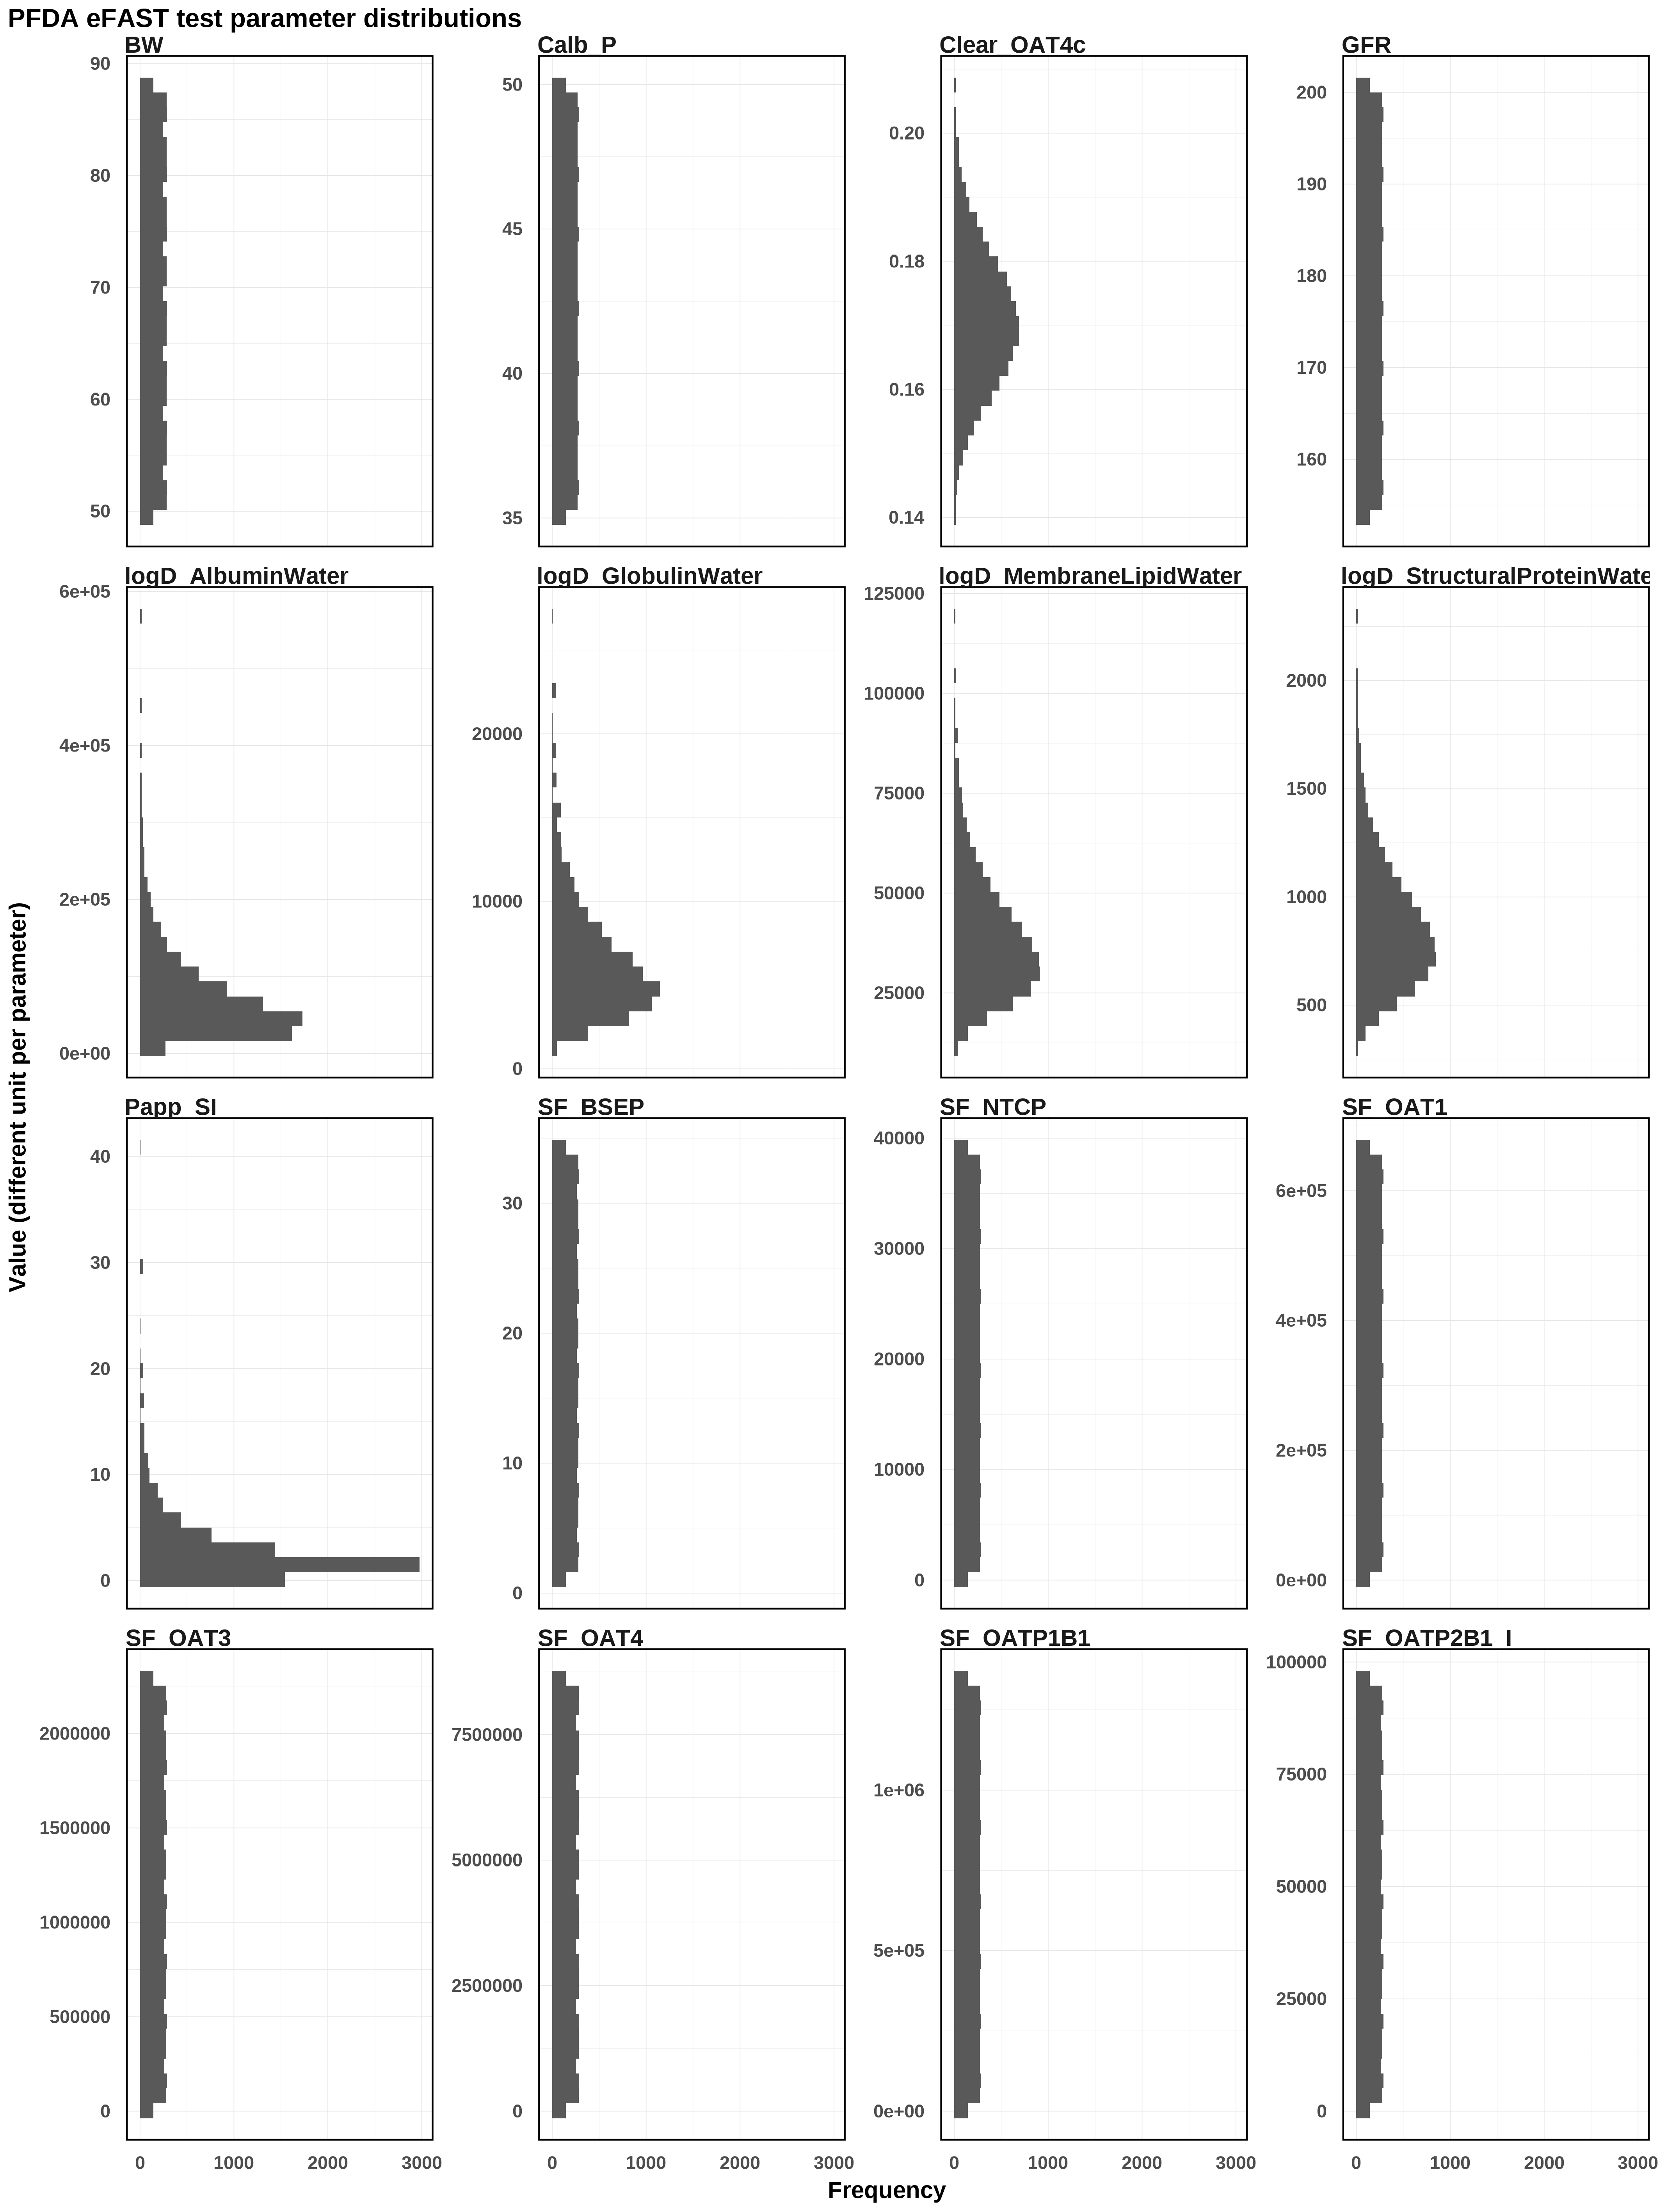 PFDA eFAST test parameter distributions
BW
90
80
70
60
50
Calb_P
50
45
40
35
Clear_OAT4c
0.20
0.18
0.16
0.14
GFR
200
190
180
170
160
logD_AlbuminWater
6e+05
4e+05
2e+05
0e+00
logD_GlobulinWater
20000
10000
0
logD_MembraneLipidWater
125000
100000
75000
50000
25000
logD_StructuralProteinWate
2000
1500
1000
500
Papp_SI
40
30
20
10
0
SF_BSEP
30
20
10
0
SF_NTCP
40000
30000
20000
10000
0
SF_OAT1
6e+05
4e+05
2e+05
0e+00
SF_OAT3
2000000
1500000
1000000
500000
0
SF_OAT4
7500000
5000000
2500000
0
SF_OATP1B1
1e+06
5e+05
0e+00
SF_OATP2B1_I
100000
75000
50000
25000
0
0 1000 2000 3000
0 1000 2000 3000
0 1000 2000 3000
0 1000 2000 3000
Frequency
Value (different unit per parameter)